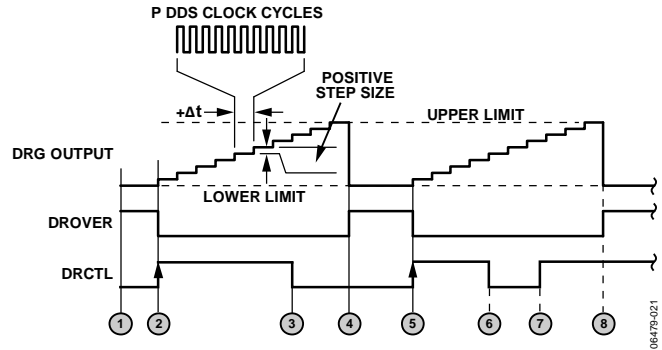 P DDS CLOCK CYCLES
POSITIVE
STEP SIZE
+Δt
UPPER LIMIT
DRG OUTPUT
LOWER LIMIT
DROVER
DRCTL
1 2 3 4 5 6 7 8
06479-021